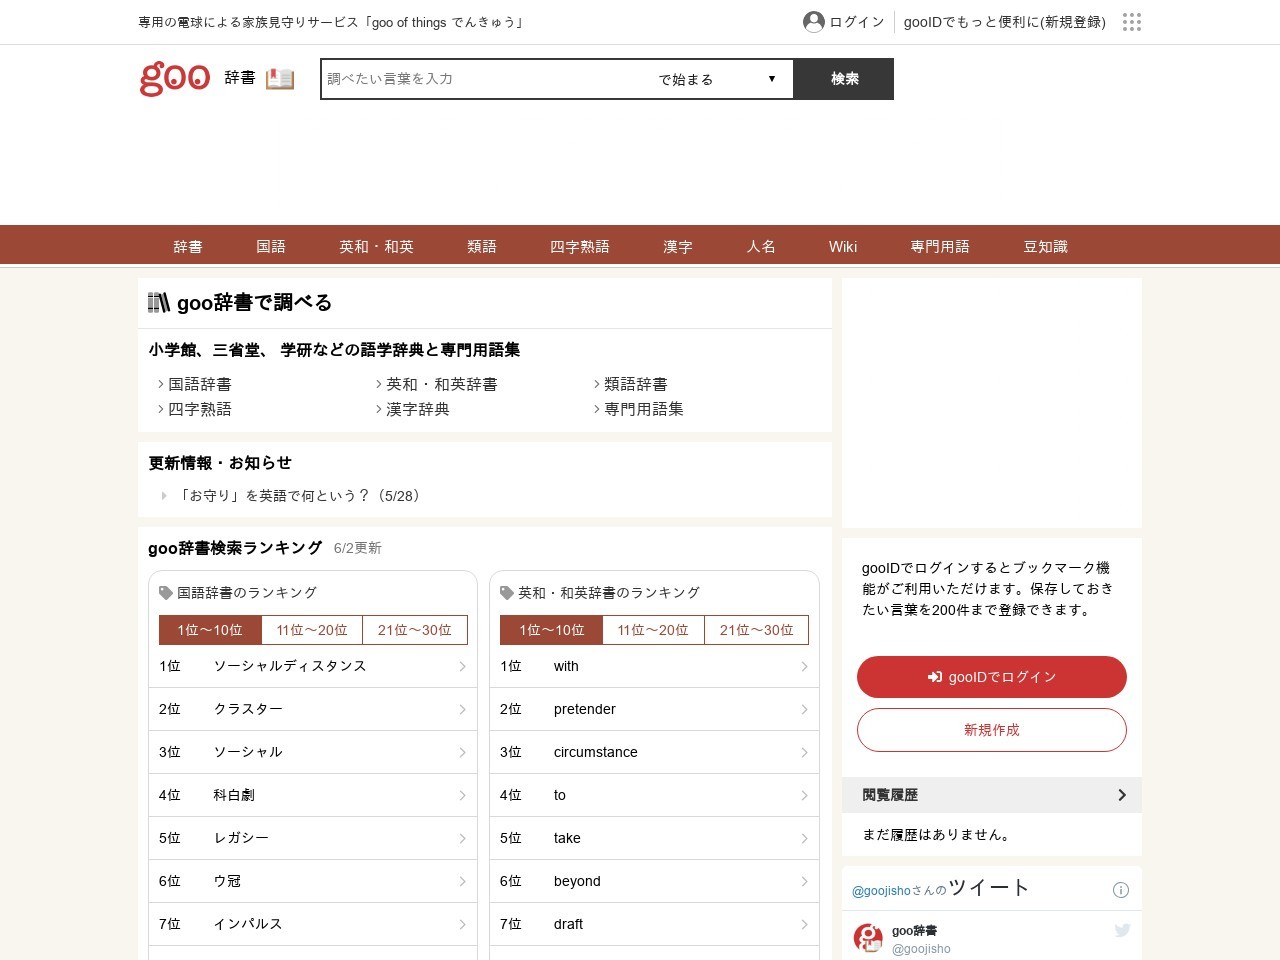 専用の電球による家族見守りサービス「goo of things でんきゅう」
ログイン
gooIDでもっと便利に(新規登録)
goo 辞書
調べたい言葉を入力
で始まる
検索
辞書 国語 英和・和英 類語 四字熟語 漢字 人名 Wiki 専門用語 豆知識
goo辞書で調べる
小学館、三省堂、 学研などの語学辞典と専門用語集
国語辞書 英和・和英辞書 類語辞書
四字熟語 漢字辞典 専門用語集
更新情報・お知らせ
「お守り」を英語で何という？（5/28）
goo辞書検索ランキング 6/2更新
国語辞書のランキング
1位〜10位 11位〜20位 21位〜30位
1位 ソーシャルディスタンス
2位 クラスター
3位 ソーシャル
4位 科白劇
5位 レガシー
6位 ウ冠
7位 インパルス
英和・和英辞書のランキング
1位〜10位 11位〜20位 21位〜30位
1位 with
2位 pretender
3位 circumstance
4位 to
5位 take
6位 beyond
7位 draft
gooIDでログインするとブックマーク機
能がご利用いただけます。保存しておき
たい言葉を200件まで登録できます。
gooIDでログイン
新規作成
閲覧履歴
まだ履歴はありません。
@goojishoさんのツイート
goo辞書
@goojisho